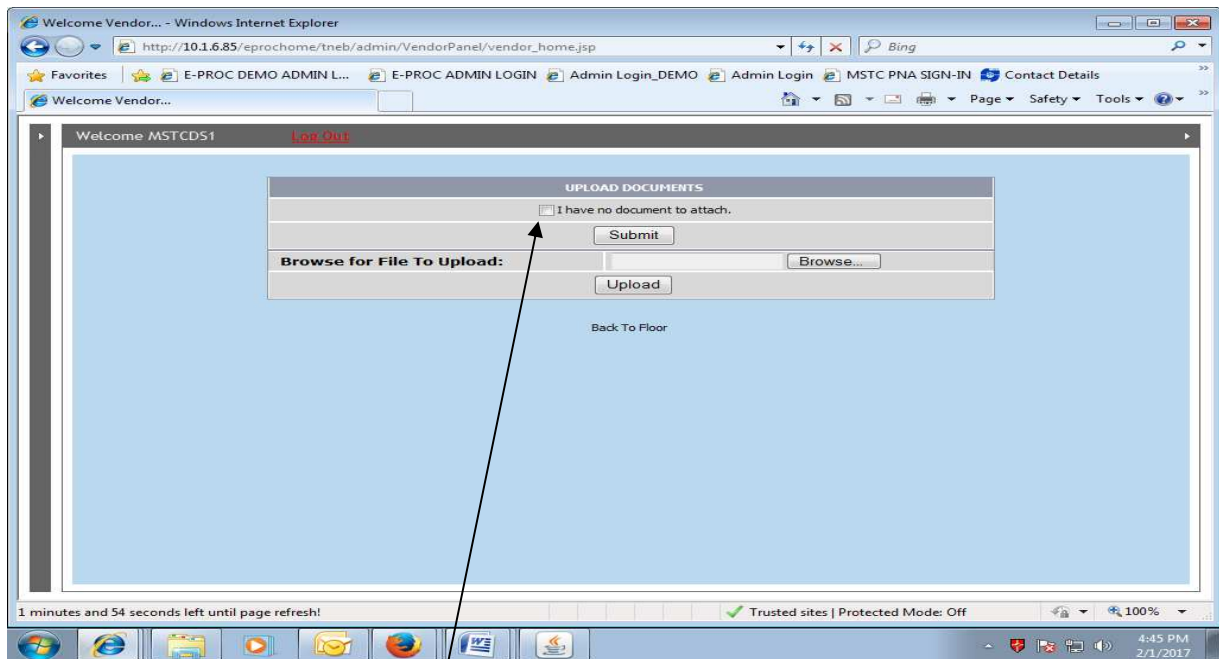 Welcome Vendor... - Windows Internet Explorer
http://10.1.6.85/eprochome/tneb/admin/VendorPanel/vendor_home.jsp
Bing
Favorites E-PROC DEMO ADMIN L... E-PROC ADMIN LOGIN Admin Login_DEMO Admin Login MSTC PNA SIGN-IN Contact Details
Welcome Vendor... Page Safety Tools
Welcome MSTCDS1 Log Out
UPLOAD DOCUMENTS
I have no document to attach.
Submit
Browse for File To Upload: Browse...
Upload
Back To Floor
1 minutes and 54 seconds left until page refresh! Trusted sites | Protected Mode: Off 100%
4:45 PM
2/1/2017